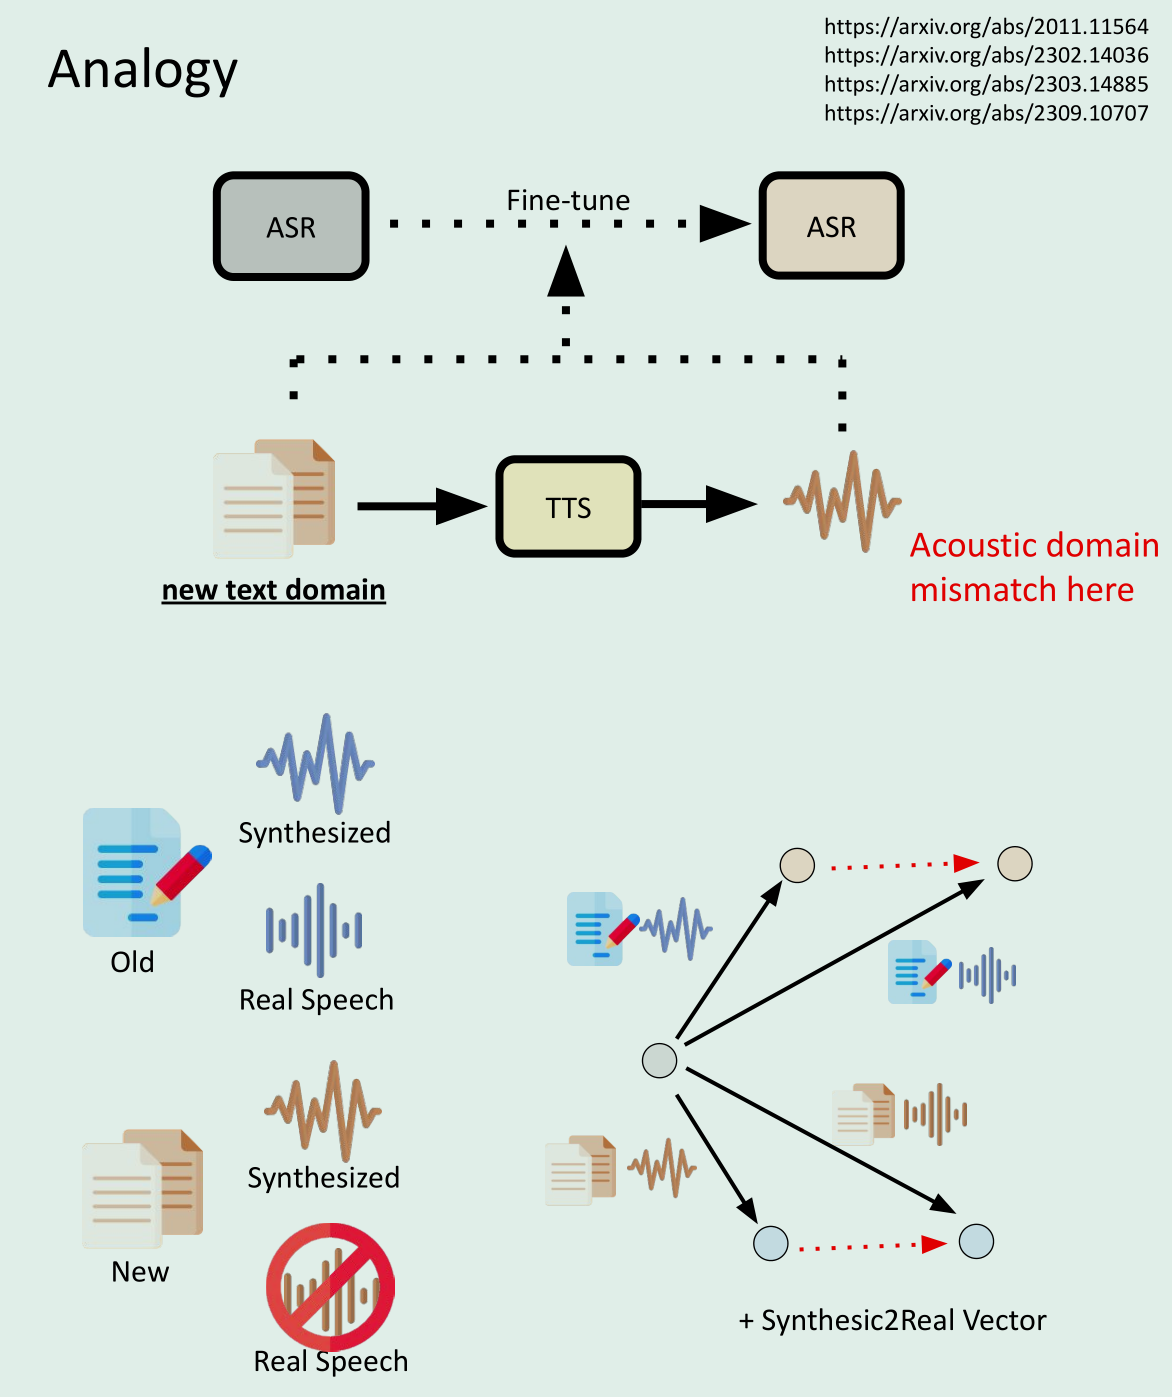 Analogy
https://arxiv.org/abs/2011.11564
https://arxiv.org/abs/2302.14036
https://arxiv.org/abs/2303.14885
https://arxiv.org/abs/2309.10707
ASR
Fine-tune
ASR
TTS
new text domain
Acoustic domain
mismatch here
Synthesized
Old
Real Speech
Synthesized
New
Real Speech
+ Synthesic2Real Vector